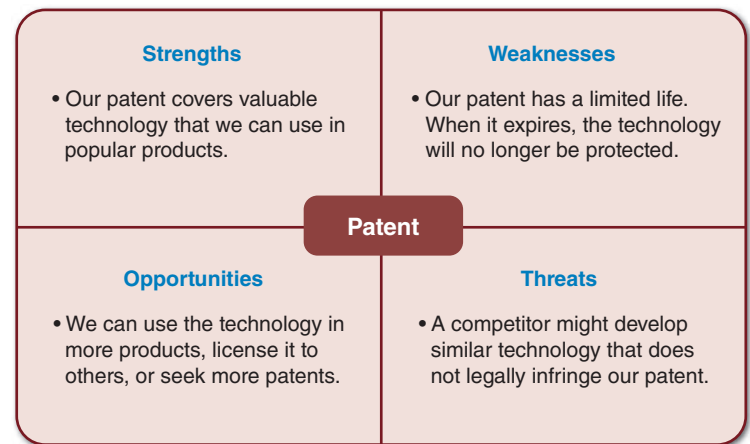 Strengths
• Our patent covers valuable
technology that we can use in
popular products.
Weaknesses
• Our patent has a limited life.
When it expires, the technology
will no longer be protected.
Patent
Opportunities
• We can use the technology in
more products, license it to
others, or seek more patents.
Threats
• A competitor might develop
similar technology that does
not legally infringe our patent.